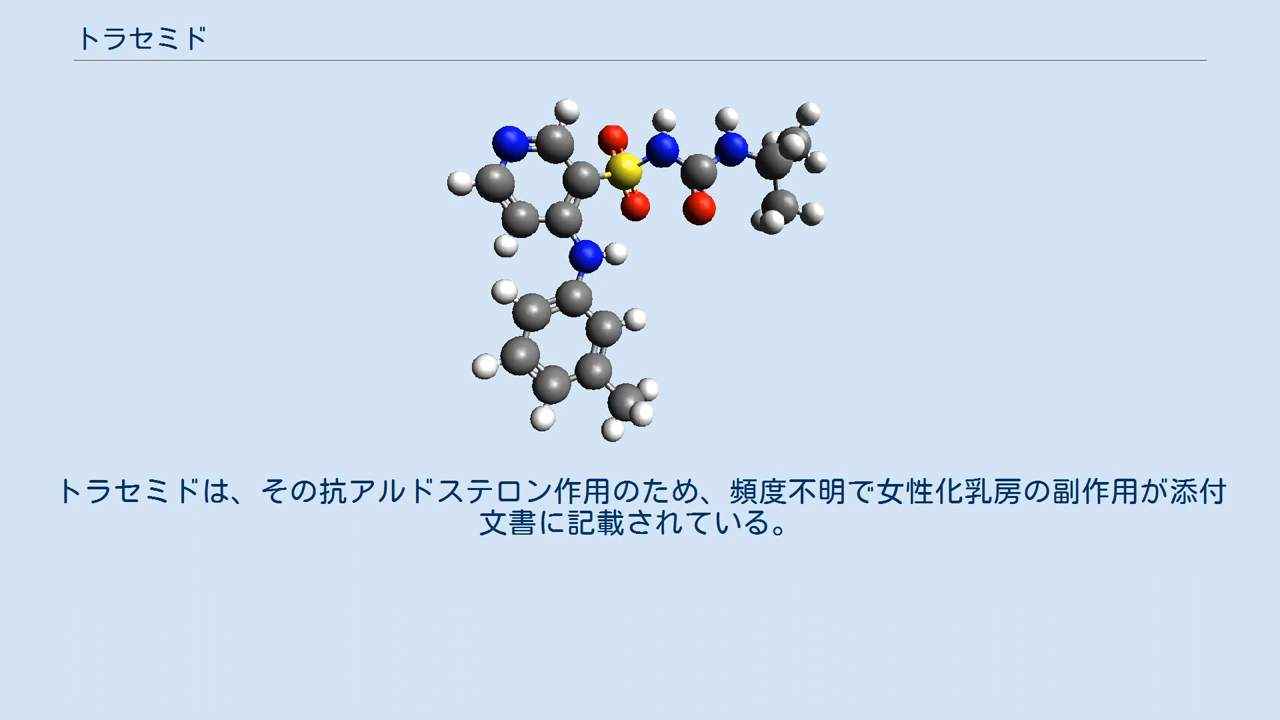 トラセミド
トラセミドは、その抗アルドステロン作用のため、頻度不明で女性化乳房の副作用が添付
文書に記載されている。